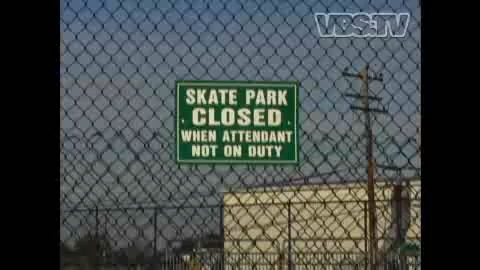 VBS.TV
SKATE PARK
CLOSED
WHEN ATTENDANT
NOT ON DUTY